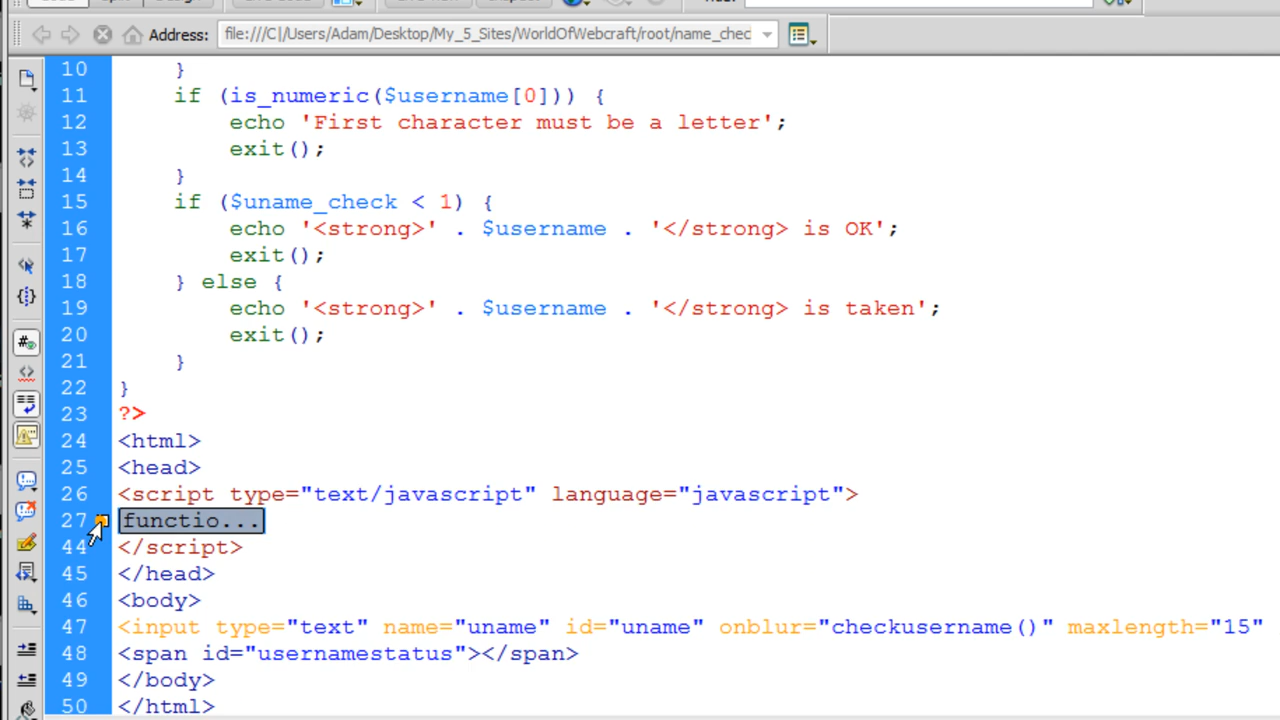 Address: file:///C|/Users/Adam/Desktop/My_5_Sites/WorldOfWebcraft/root/name_chec
10 }
11 if (is_numeric($username[0])) {
12 echo 'First character must be a letter';
13 exit();
14 }
15 if ($uname_check < 1) {
16 echo '<strong>' . $username . '</strong> is OK';
17 exit();
18 } else {
19 echo '<strong>' . $username . '</strong> is taken';
20 exit();
21 }
22 }
23 ?>
24 <html>
25 <head>
26 <script type="text/javascript" language="javascript">
27 functio...
44 </script>
45 </head>
46 <body>
47 <input type="text" name="uname" id="uname" onblur="checkusername()" maxlength="15"
48 <span id="usernamestatus"></span>
49 </body>
50 </html>